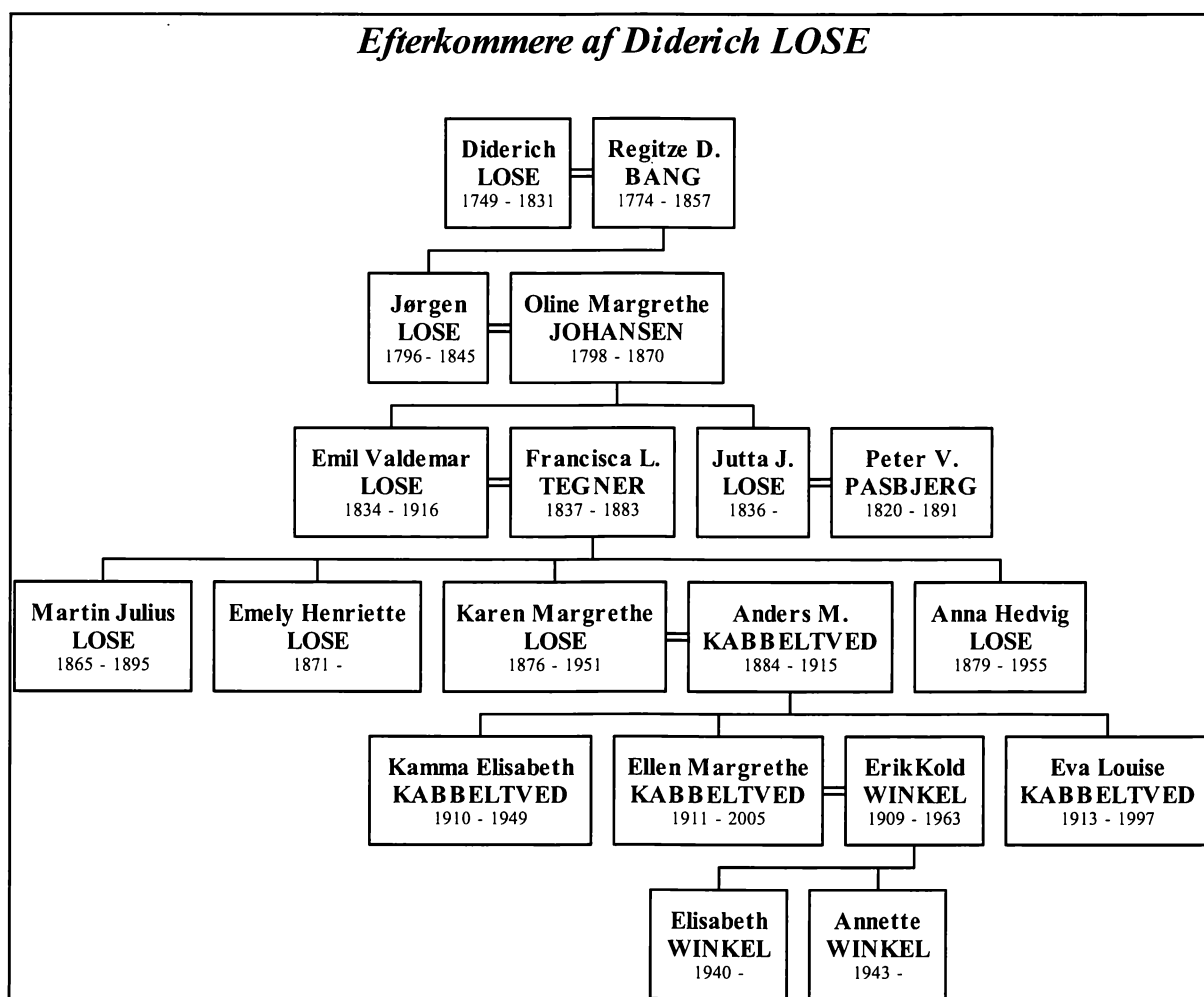 Efterkommere af Diderich LOSE
Diderich
LOSE
1749 - 1831
Regitze D.
BANG
1774 - 1857
Jørgen
LOSE
1796 - 1845
Oline Margrethe
JOHANSEN
1798 - 1870
Emil Valdemar
LOSE
1834 - 1916
Francisca L.
TEGNER
1837 - 1883
Jutta J.
LOSE
1836 -
Peter V.
PASBJERG
1820 - 1891
Martin Julius
LOSE
1865 - 1895
Emely Henriette
LOSE
1871 -
Karen Margrethe
LOSE
1876 - 1951
Anders M.
KABBELTVED
1884 - 1915
Anna Hedvig
LOSE
1879 - 1955
Kamma Elisabeth
KABBELTVED
1910 - 1949
Ellen Margrethe
KABBELTVED
1911 - 2005
Erik Kold
WINKEL
1909 - 1963
Eva Louise
KABBELTVED
1913 - 1997
Elisabeth
WINKEL
1940 -
Annette
WINKEL
1943 -